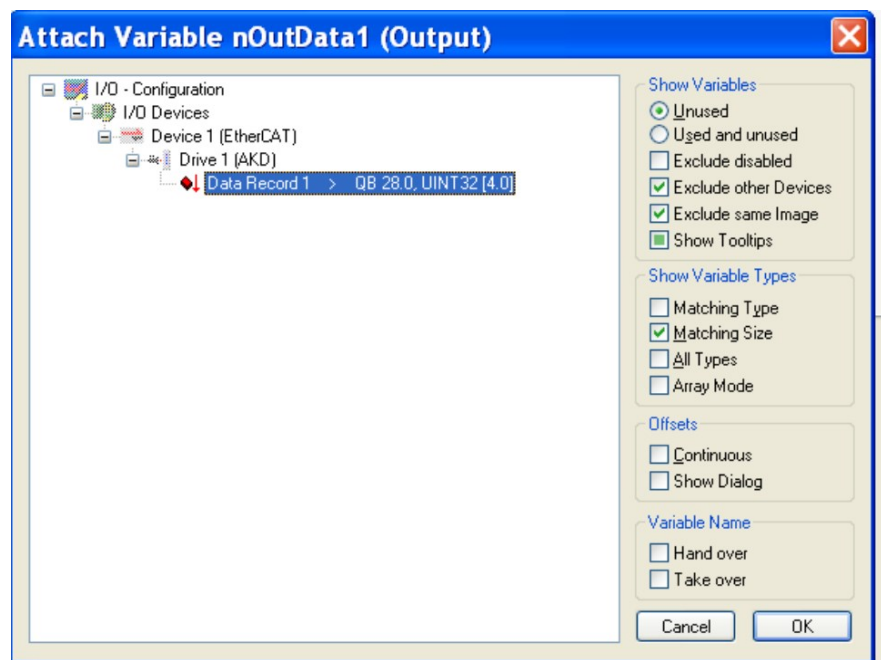 Attach Variable nOutData1 (Output)
I/O - Configuration
I/O Devices
Device 1 (EtherCAT)
Drive 1 (AKD)
Data Record 1 > QB 28.0, UINT32 [4.0]
Show Variables
Unused
Used and unused
Exclude disabled
Exclude other Devices
Exclude same Image
Show Tooltips
Show Variable Types
Matching Type
Matching Size
All Types
Array Mode
Offsets
Continuous
Show Dialog
Variable Name
Hand over
Take over
Cancel OK